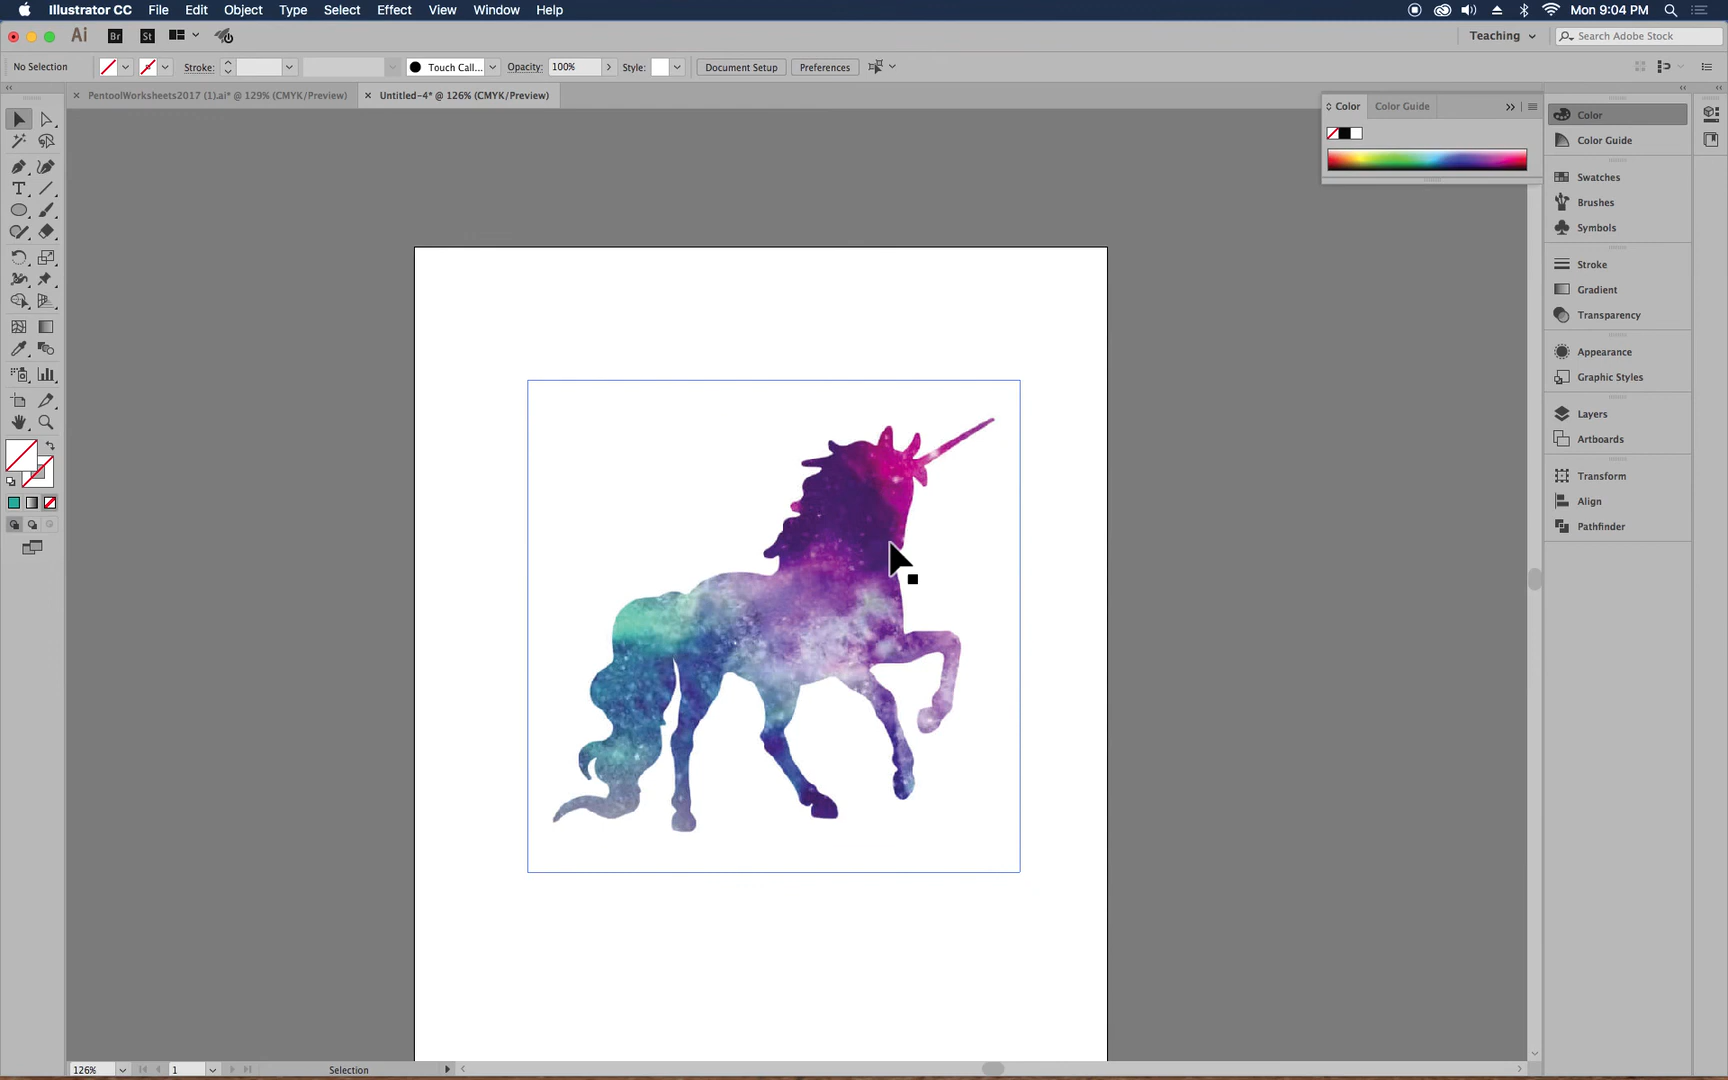 Illustrator CC File Edit Object Type Select Effect View Window Help Mon 9:04 PM
Ai Br St Teaching Search Adobe Stock
No Selection Stroke: Touch Call... Opacity: 100% Style: Document Setup Preferences
PentoolWorksheets2017 (1).ai* @ 129% (CMYK/Preview) Untitled-4* @ 126% (CMYK/Preview)
Color Color Guide
Color
Color Guide
Swatches
Brushes
Symbols
Stroke
Gradient
Transparency
Appearance
Graphic Styles
Layers
Artboards
Transform
Align
Pathfinder
126% 1 Selection